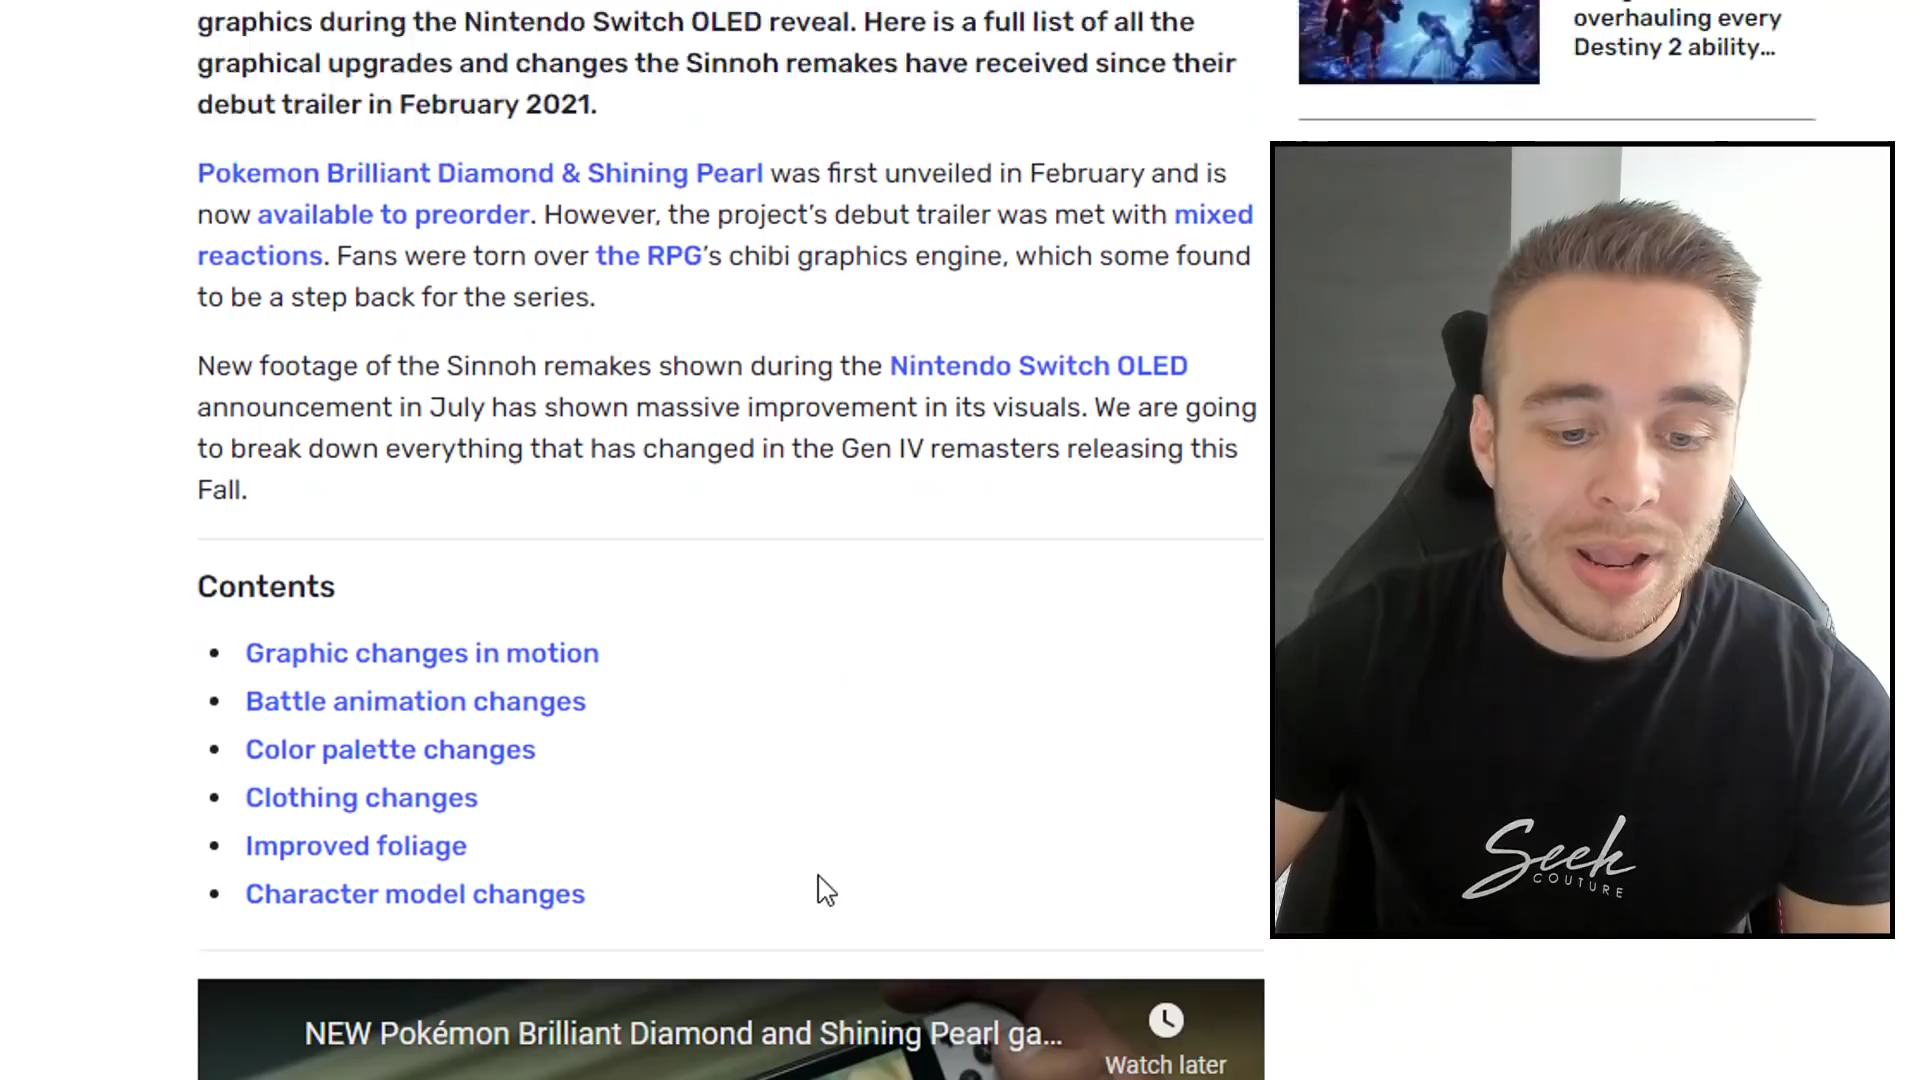 graphics during the Nintendo Switch OLED reveal. Here is a full list of all the
graphical upgrades and changes the Sinnoh remakes have received since their
debut trailer in February 2021.
Pokemon Brilliant Diamond & Shining Pearl was first unveiled in February and is
now available to preorder. However, the project’s debut trailer was met with mixed
reactions. Fans were torn over the RPG’s chibi graphics engine, which some found
to be a step back for the series.
New footage of the Sinnoh remakes shown during the Nintendo Switch OLED
announcement in July has shown massive improvement in its visuals. We are going
to break down everything that has changed in the Gen IV remasters releasing this
Fall.
Contents
Graphic changes in motion
Battle animation changes
Color palette changes
Clothing changes
Improved foliage
Character model changes
NEW Pokémon Brilliant Diamond and Shining Pearl ga...
Watch later
overhauling every
Destiny 2 ability...
Seek
COUTURE